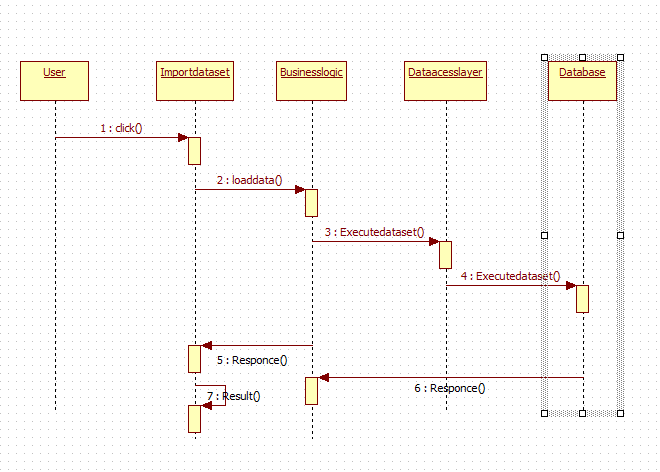 User
Importdataset
Businesslogic
Dataacesslayer
Database
1 : click()
2 : loaddata()
3 : Executedataset()
4 : Executedataset()
5 : Responce()
6 : Responce()
7 : Result()